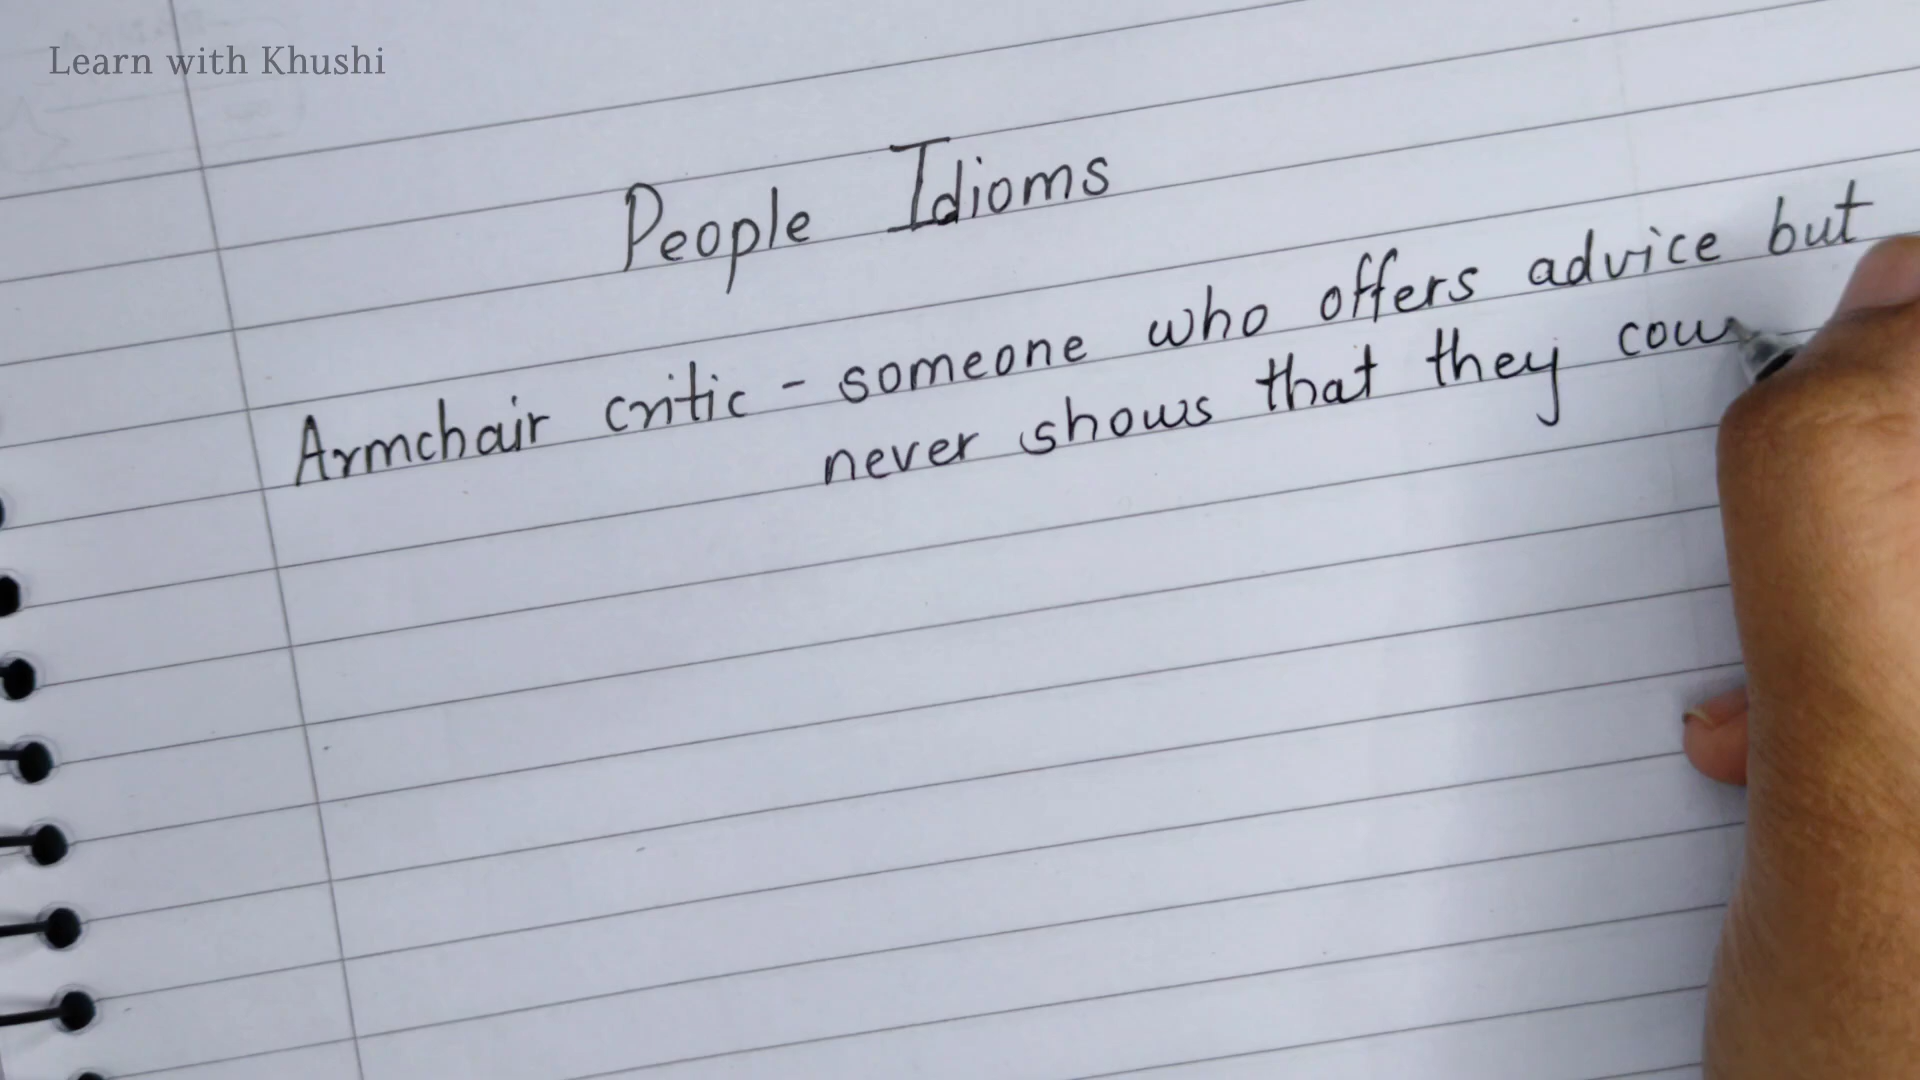 Learn with Khushi
People Idioms
Armchair critic - someone who offers advice but
never shows that they